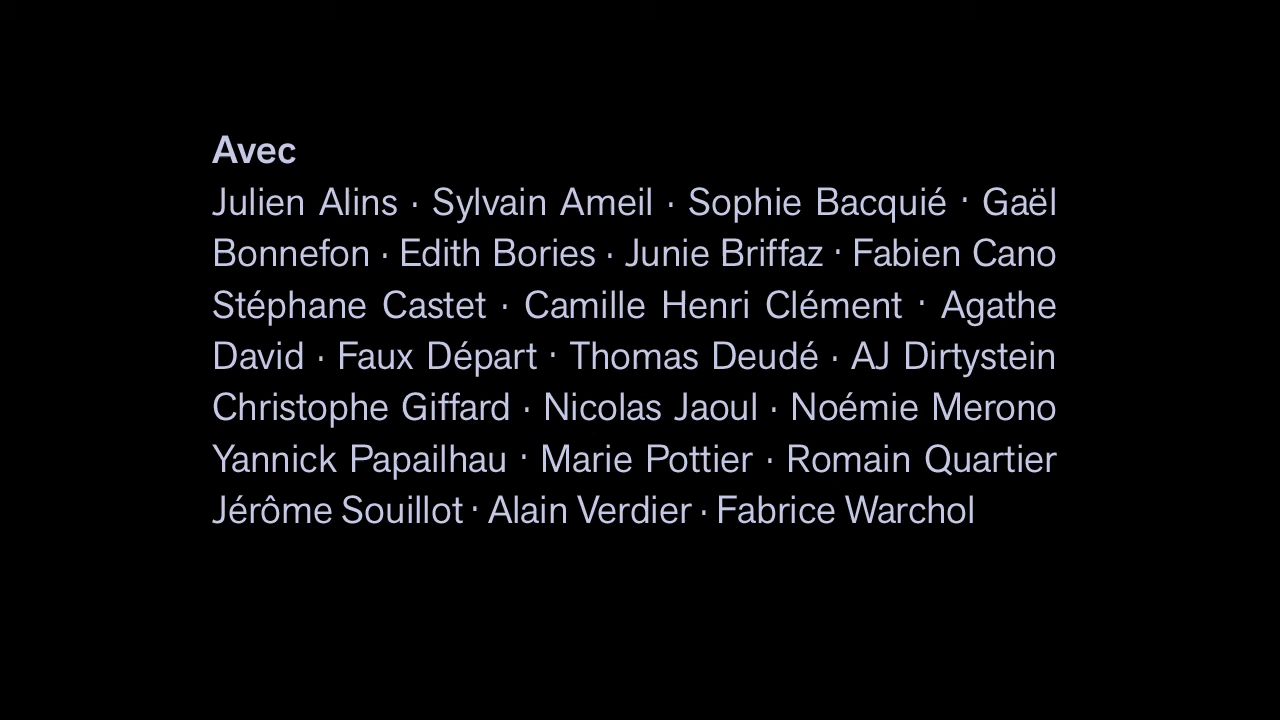 Avec
Julien Alins · Sylvain Ameil · Sophie Bacquié · Gaël
Bonnefon · Edith Bories · Junie Briffaz · Fabien Cano
Stéphane Castet · Camille Henri Clément · Agathe
David · Faux Départ · Thomas Deudé · AJ Dirtystein
Christophe Giffard · Nicolas Jaoul · Noémie Merono
Yannick Papailhau · Marie Pottier · Romain Quartier
Jérôme Souillot · Alain Verdier · Fabrice Warchol